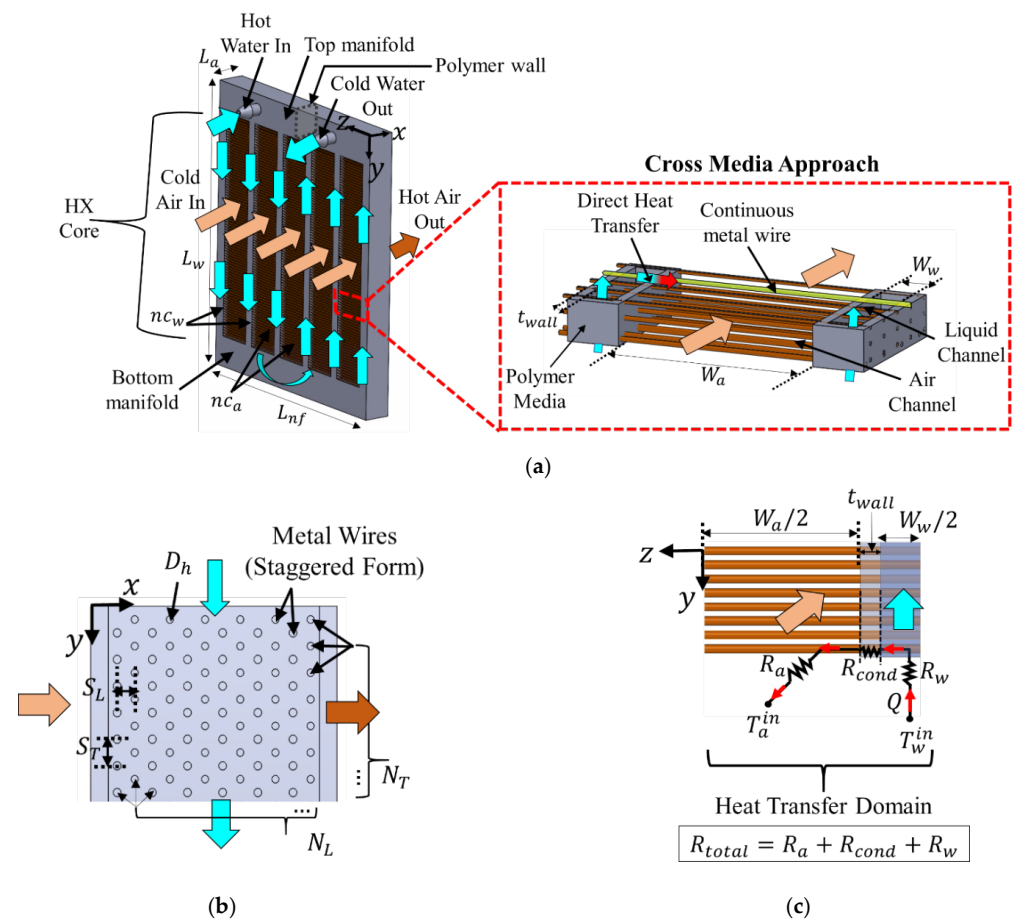 Hot
Water In
Top manifold
Polymer wall
Cold Water
Out
L_a
z
x
y
HX
Core
Cold
Air In
Hot Air
Out
L_w
nc_w
Bottom
manifold
nc_a
L_nf
Cross Media Approach
Direct Heat
Transfer
Continuous
metal wire
W_w
t_wall
Polymer
Media
W_a
Liquid
Channel
Air
Channel
(a)
Metal Wires
(Staggered Form)
D_h
x
y
S_L
S_T
N_T
...
...
N_L
(b)
t_wall
W_a/2
W_w/2
z
y
R_a
R_cond
R_w
Q
T_a^in
T_w^in
Heat Transfer Domain
R_total = R_a + R_cond + R_w
(c)